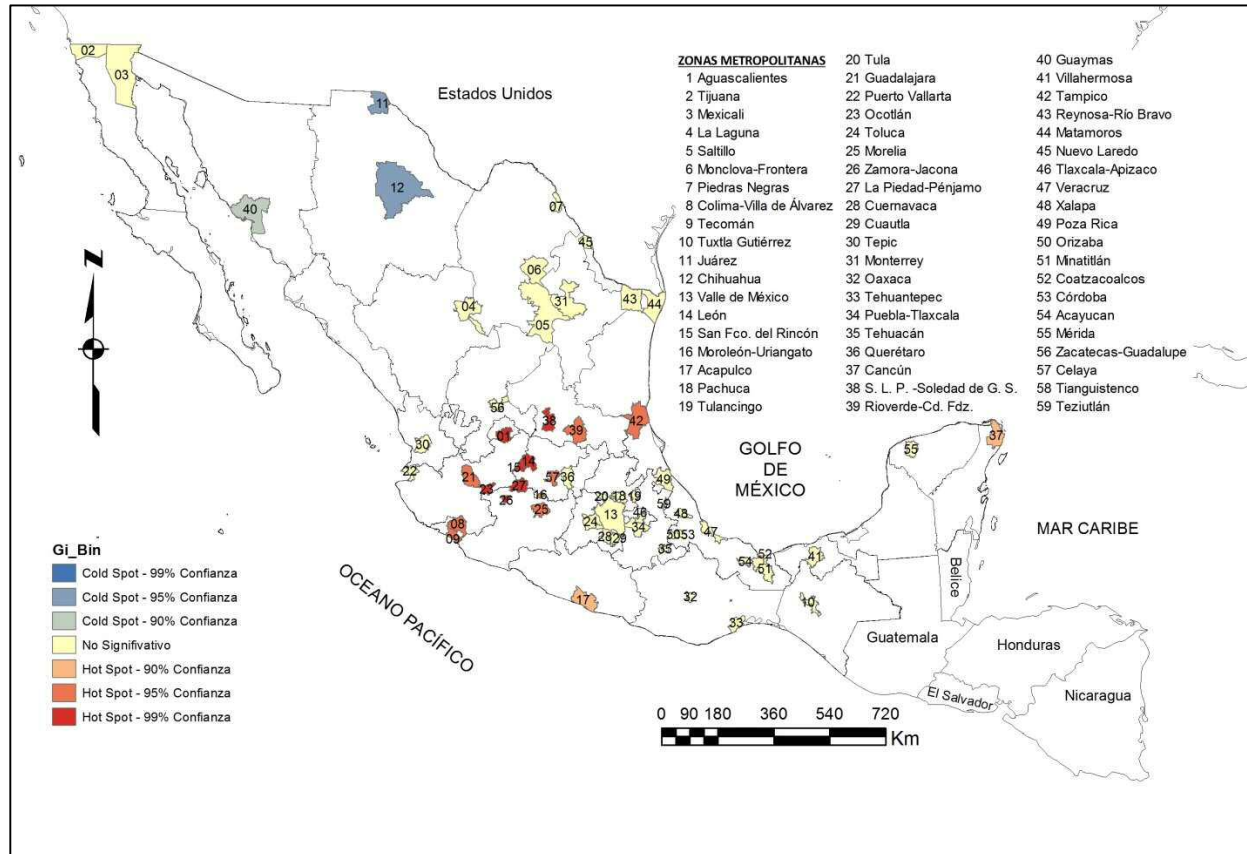 ZONAS METROPOLITANAS
1 Aguascalientes
2 Tijuana
3 Mexicali
4 La Laguna
5 Saltillo
6 Monclova-Frontera
7 Piedras Negras
8 Colima-Villa de Álvarez
9 Tecomán
10 Tuxtla Gutiérrez
11 Juárez
12 Chihuahua
13 Valle de México
14 León
15 San Fco. del Rincón
16 Moroleón-Uriangato
17 Acapulco
18 Pachuca
19 Tulancingo
20 Tula
21 Guadalajara
22 Puerto Vallarta
23 Ocotlán
24 Toluca
25 Morelia
26 Zamora-Jacona
27 La Piedad-Pénjamo
28 Cuernavaca
29 Cuautla
30 Tepic
31 Monterrey
32 Oaxaca
33 Tehuantepec
34 Puebla-Tlaxcala
35 Tehuacán
36 Querétaro
37 Cancún
38 S. L. P. -Soledad de G. S.
39 Rioverde-Cd. Fdz.
40 Guaymas
41 Villahermosa
42 Tampico
43 Reynosa-Río Bravo
44 Matamoros
45 Nuevo Laredo
46 Tlaxcala-Apizaco
47 Veracruz
48 Xalapa
49 Poza Rica
50 Orizaba
51 Minatitlán
52 Coatzacoalcos
53 Córdoba
54 Acayucan
55 Mérida
56 Zacatecas-Guadalupe
57 Celaya
58 Tianguistenco
59 Teziutlán
02
03
Estados Unidos
11
12
40
07
45
06
04
31
43
44
05
N
56
38
01
39
42
30
22
21
15
14
57
36
23
27
26
16
25
49
20
18
19
59
13
46
48
24
34
47
28
29
50
53
35
08
09
17
32
33
54
52
51
41
10
55
37
GOLFO
DE
MÉXICO
MAR CARIBE
Belice
Guatemala
Honduras
El Salvador
Nicaragua
OCEANO PACÍFICO
Gi_Bin
Cold Spot - 99% Confianza
Cold Spot - 95% Confianza
Cold Spot - 90% Confianza
No Signifivativo
Hot Spot - 90% Confianza
Hot Spot - 95% Confianza
Hot Spot - 99% Confianza
0 90 180 360 540 720
Km